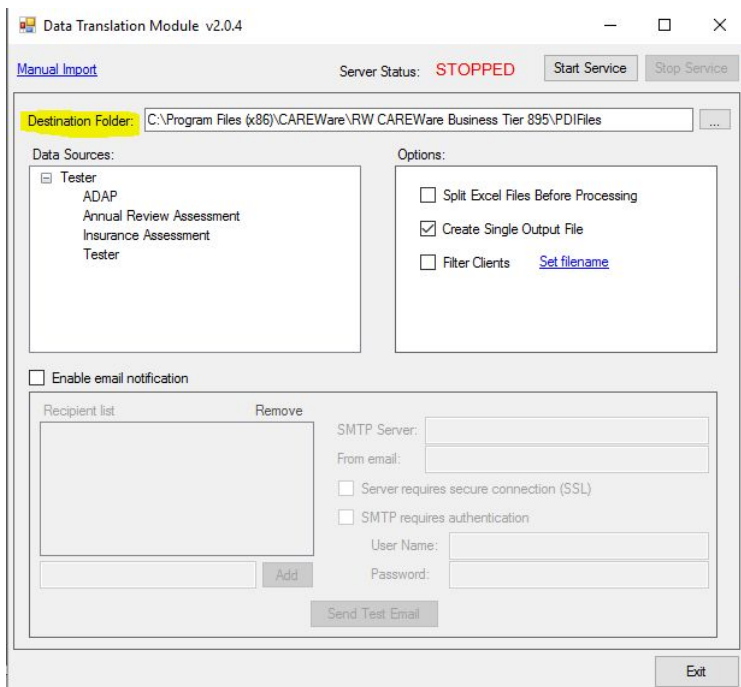 Data Translation Module v2.0.4
Manual Import
Server Status: STOPPED Start Service Stop Service
Destination Folder: C:\Program Files (x86)\CAREWare\RW CAREWare Business Tier 895\PDIFiles ...
Data Sources:
Tester
ADAP
Annual Review Assessment
Insurance Assessment
Tester
Options:
Split Excel Files Before Processing
Create Single Output File
Filter Clients Set filename
Enable email notification
Recipient list Remove
Add
SMTP Server:
From email:
Server requires secure connection (SSL)
SMTP requires authentication
User Name:
Password:
Send Test Email
Exit